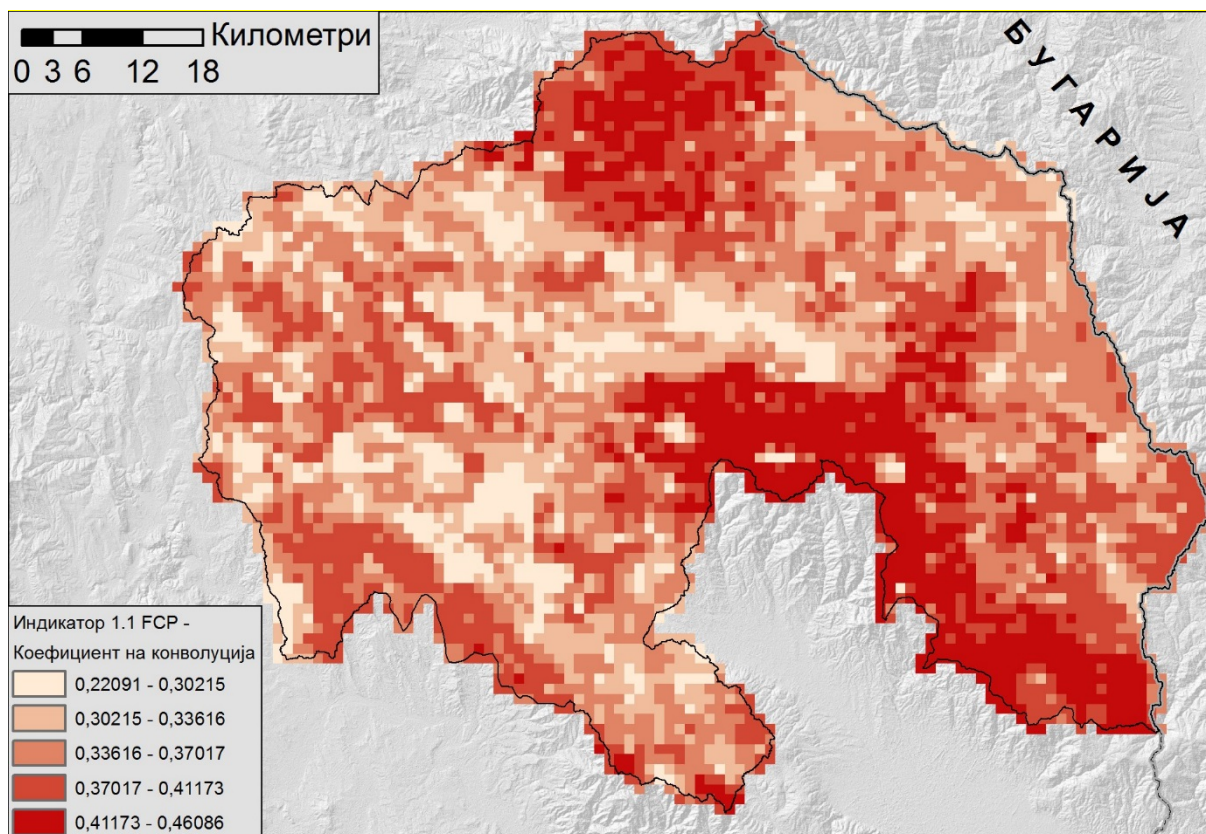 Километри
0 3 6 12 18
БУГАРИЈА
Индикатор 1.1 FCP -
Коефициент на конволуција
0,22091 - 0,30215
0,30215 - 0,33616
0,33616 - 0,37017
0,37017 - 0,41173
0,41173 - 0,46086